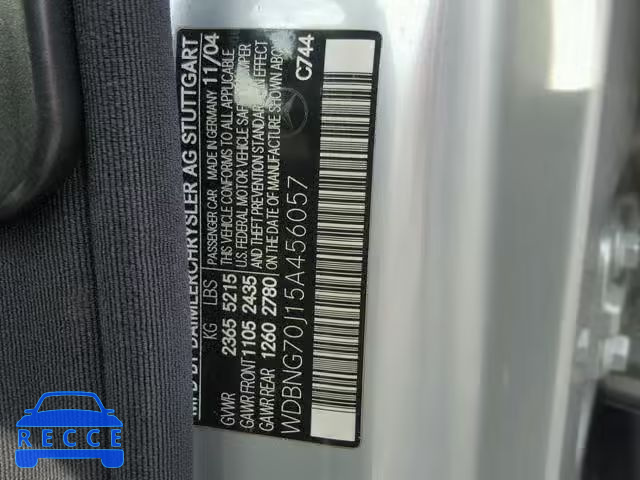 MFD BY DAIMLERCHRYSLER AG STUTTGART
PASSENGER CAR MADE IN GERMANY 11/04
THIS VEHICLE CONFORMS TO ALL APPLICABLE
U.S. FEDERAL MOTOR VEHICLE SAFETY BUMPER
AND THEFT PREVENTION STANDARDS IN EFFECT
ON THE DATE OF MANUFACTURE SHOWN ABOVE
KG LBS
GVWR 2365 5215
GAWR FRONT 1105 2435
GAWR REAR 1260 2780
C744
WDBNG70J15A456057
RECCE